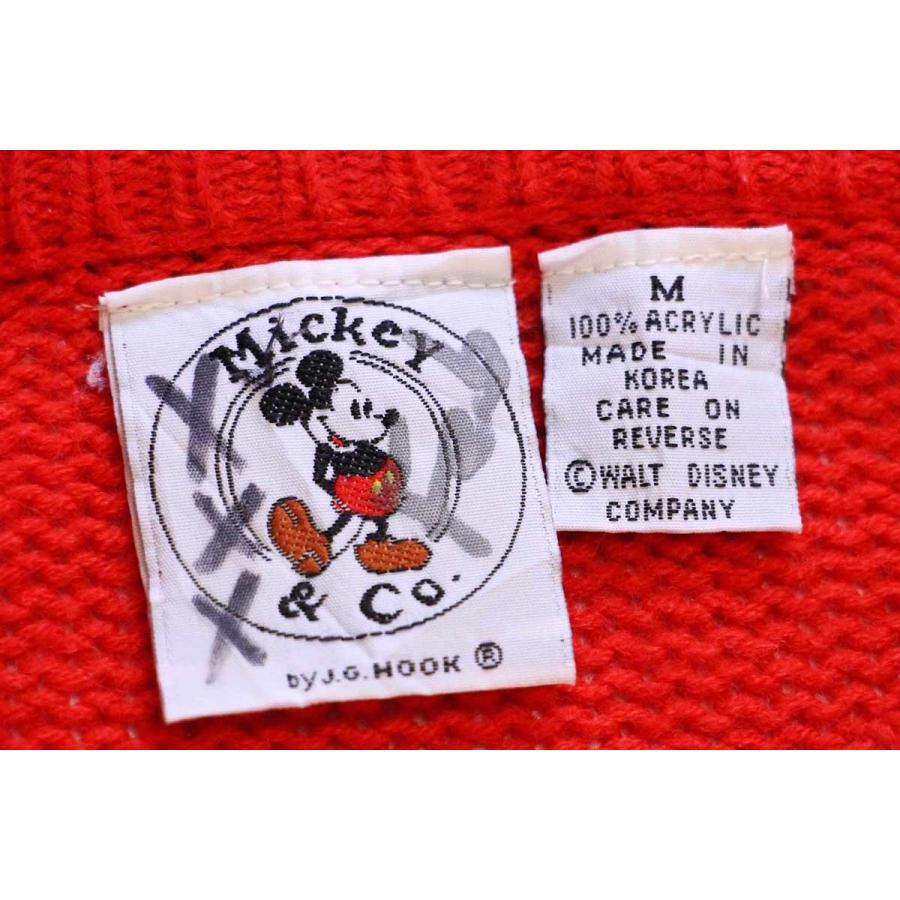 Mickey
& Co.
by J.G. HOOK ®
M
100% ACRYLIC
MADE IN
KOREA
CARE ON
REVERSE
©WALT DISNEY
COMPANY